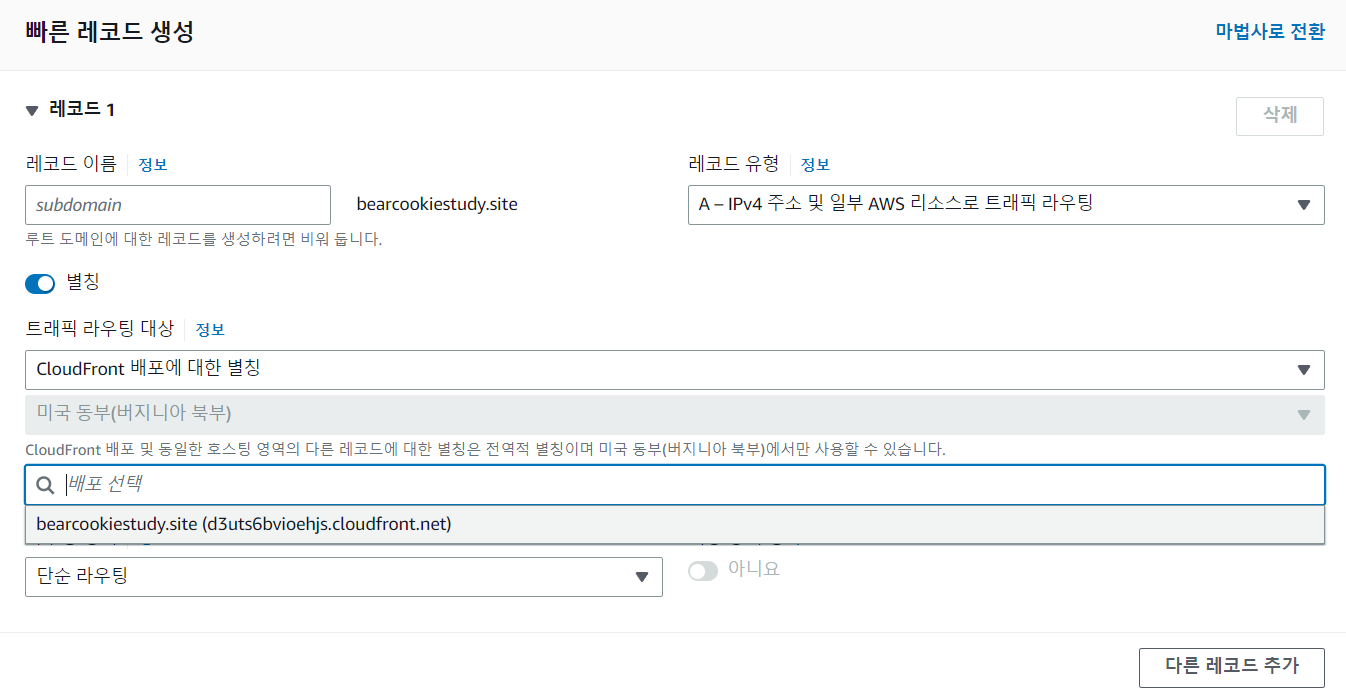 빠른 레코드 생성
마법사로 전환
레코드 1
삭제
레코드 이름
정보
레코드 유형
정보
subdomain
bearcookiestudy.site
A – IPv4 주소 및 일부 AWS 리소스로 트래픽 라우팅
루트 도메인에 대한 레코드를 생성하려면 비워 둡니다.
별칭
트래픽 라우팅 대상
정보
CloudFront 배포에 대한 별칭
미국 동부(버지니아 북부)
CloudFront 배포 및 동일한 호스팅 영역의 다른 레코드에 대한 별칭은 전역적 별칭이며 미국 동부(버지니아 북부)에서만 사용할 수 있습니다.
배포 선택
bearcookiestudy.site (d3uts6bvioehjs.cloudfront.net)
단순 라우팅
아니요
다른 레코드 추가